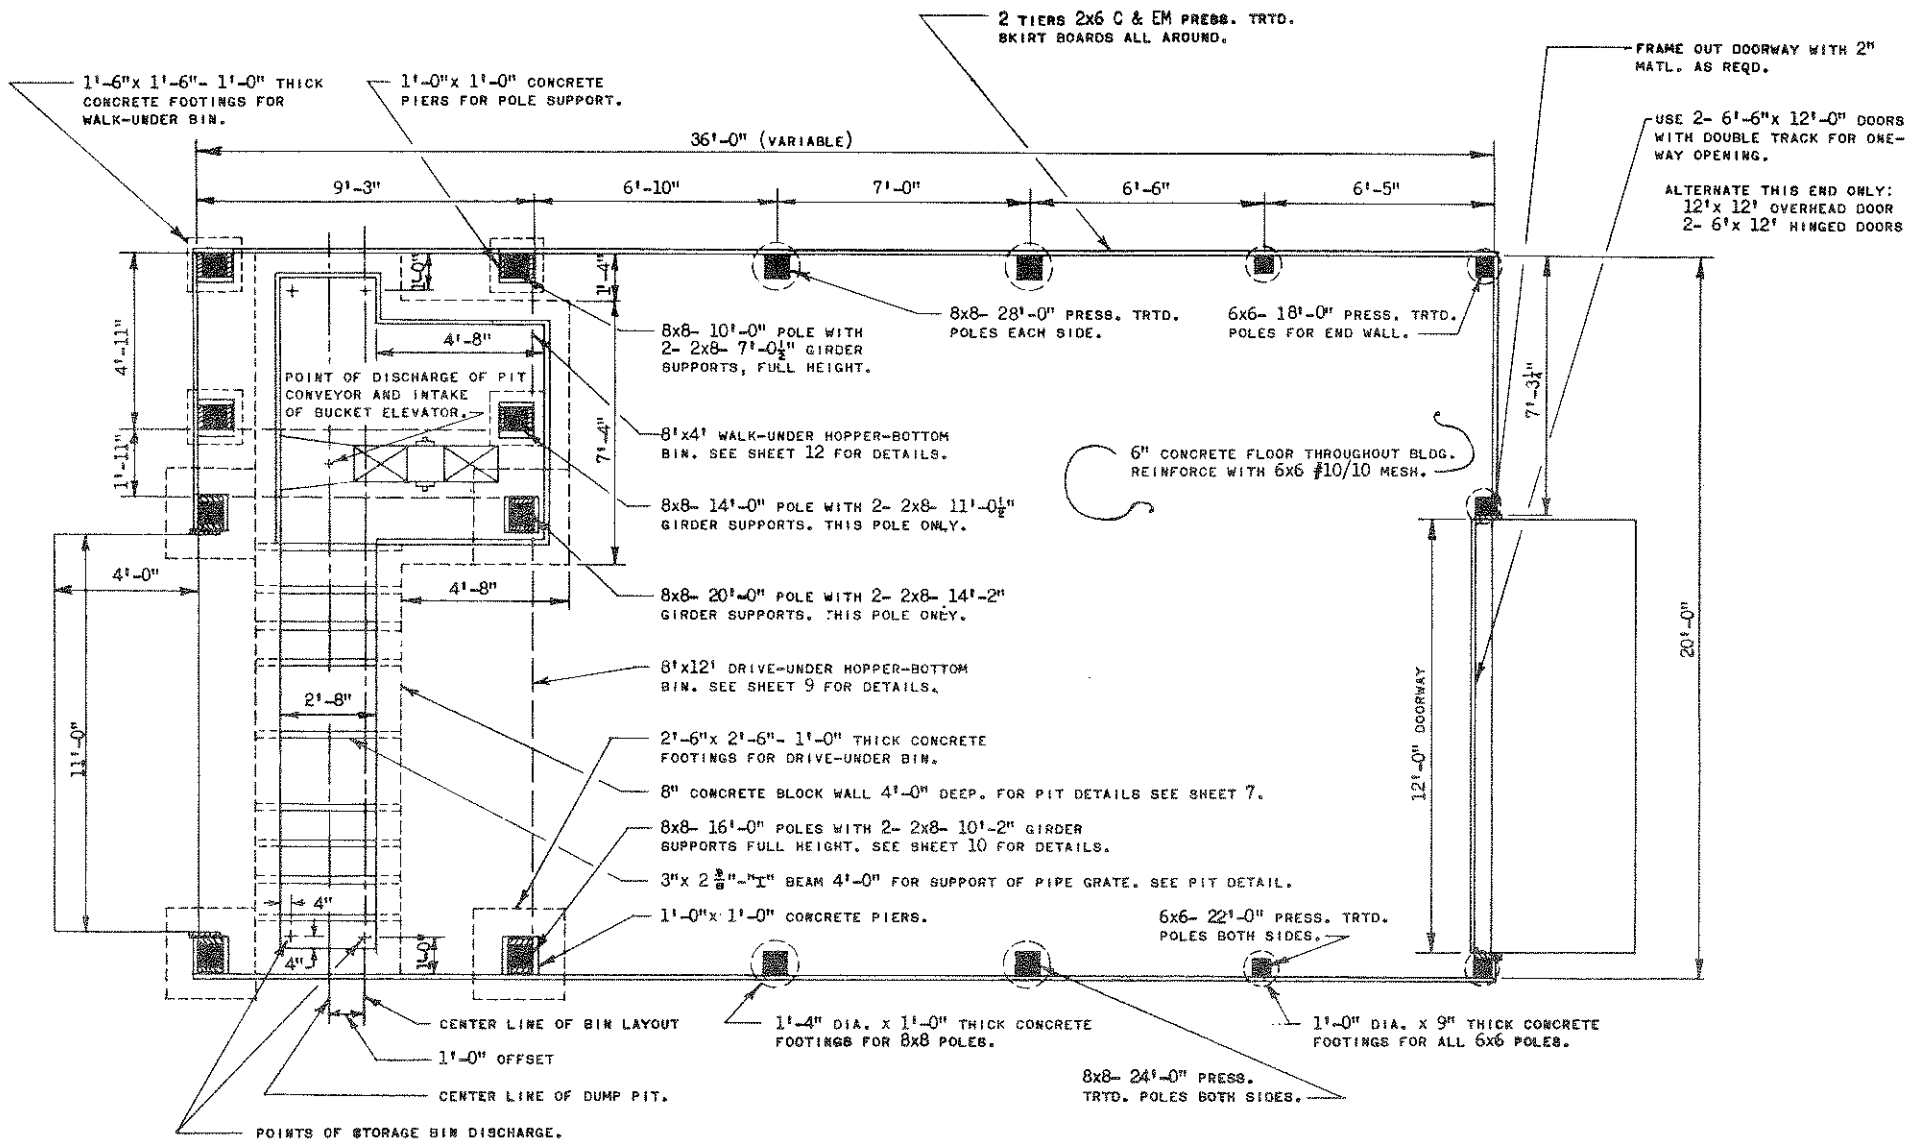 2 TIERS 2x6 C & EM PRESS. TRTD.
SKIRT BOARDS ALL AROUND.
FRAME OUT DOORWAY WITH 2"
MATL. AS REQD.
1'-6"x 1'-6"- 1'-0" THICK
CONCRETE FOOTINGS FOR
WALK-UNDER BIN.
1'-0"x 1'-0" CONCRETE
PIERS FOR POLE SUPPORT.
USE 2- 6'-6"x 12'-0" DOORS
WITH DOUBLE TRACK FOR ONE-
WAY OPENING.
ALTERNATE THIS END ONLY:
12'x 12' OVERHEAD DOOR
2- 6'x 12' HINGED DOORS
36'-0" (VARIABLE)
9'-3"
6'-10"
7'-0"
6'-6"
6'-5"
1'-0"
1'-4"
4'-11"
4'-8"
8x8- 10'-0" POLE WITH
2- 2x8- 7'-0½" GIRDER
SUPPORTS, FULL HEIGHT.
8x8- 28'-0" PRESS. TRTD.
POLES EACH SIDE.
6x6- 18'-0" PRESS. TRTD.
POLES FOR END WALL.
7'-3½"
POINT OF DISCHARGE OF PIT
CONVEYOR AND INTAKE
OF BUCKET ELEVATOR.
1'-11"
7'-4"
8'x4' WALK-UNDER HOPPER-BOTTOM
BIN. SEE SHEET 12 FOR DETAILS.
6" CONCRETE FLOOR THROUGHOUT BLDG.
REINFORCE WITH 6x6 #10/10 MESH.
8x8- 14'-0" POLE WITH 2- 2x8- 11'-0½"
GIRDER SUPPORTS. THIS POLE ONLY.
4'-0"
4'-8"
8x8- 20'-0" POLE WITH 2- 2x8- 14'-2"
GIRDER SUPPORTS. THIS POLE ONLY.
20'-0"
8'x12' DRIVE-UNDER HOPPER-BOTTOM
BIN. SEE SHEET 9 FOR DETAILS.
2'-8"
11'-0"
12'-0" DOORWAY
2'-6"x 2'-6"- 1'-0" THICK CONCRETE
FOOTINGS FOR DRIVE-UNDER BIN.
8" CONCRETE BLOCK WALL 4'-0" DEEP. FOR PIT DETAILS SEE SHEET 7.
8x8- 16'-0" POLES WITH 2- 2x8- 10'-2" GIRDER
SUPPORTS FULL HEIGHT. SEE SHEET 10 FOR DETAILS.
3"x 2 ⅜"-"I" BEAM 4'-0" FOR SUPPORT OF PIPE GRATE. SEE PIT DETAIL.
4"
1'-0"x 1'-0" CONCRETE PIERS.
6x6- 22'-0" PRESS. TRTD.
POLES BOTH SIDES.
4"
1'-0"
CENTER LINE OF BIN LAYOUT
1'-4" DIA. X 1'-0" THICK CONCRETE
FOOTINGS FOR 8x8 POLES.
1'-0" DIA. X 9" THICK CONCRETE
FOOTINGS FOR ALL 6x6 POLES.
1'-0" OFFSET
8x8- 24'-0" PRESS.
TRTD. POLES BOTH SIDES.
CENTER LINE OF DUMP PIT.
POINTS OF STORAGE BIN DISCHARGE.